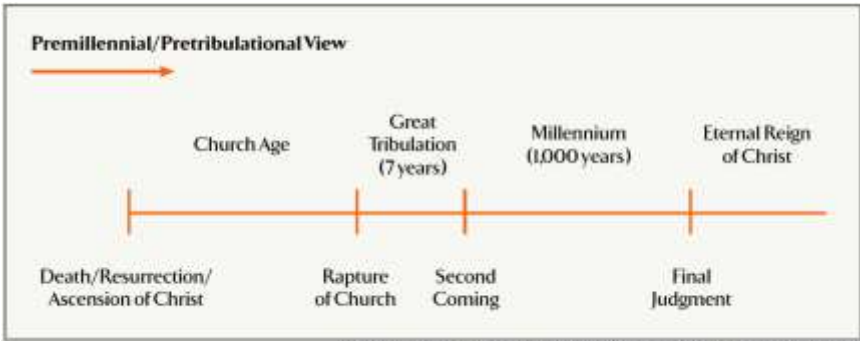 Premillennial/Pretribulational View
Church Age
Great
Tribulation
(7 years)
Millennium
(1,000 years)
Eternal Reign
of Christ
Death/Resurrection/
Ascension of Christ
Rapture
of Church
Second
Coming
Final
Judgment